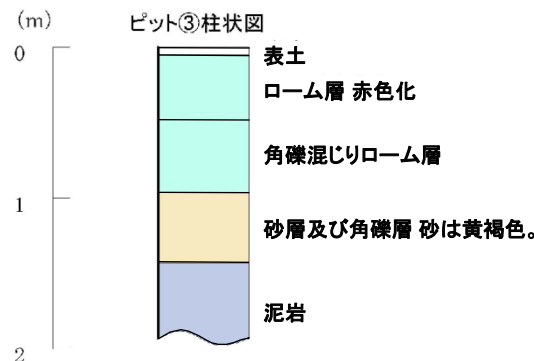 (m)
ピット③柱状図
0
表土
ローム層 赤色化
角礫混じりローム層
1
砂層及び角礫層 砂は黄褐色。
泥岩
2